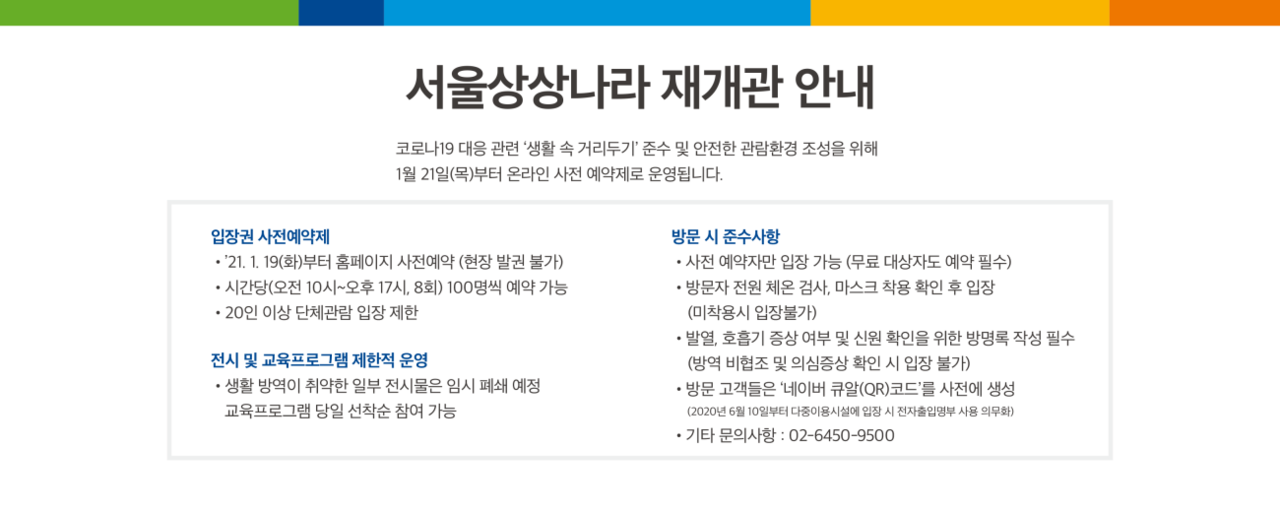 서울상상나라 재개관 안내
코로나19 대응 관련 ‘생활 속 거리두기’ 준수 및 안전한 관람환경 조성을 위해
1월 21일(목)부터 온라인 사전 예약제로 운영됩니다.
입장권 사전예약제
• ’21. 1. 19(화)부터 홈페이지 사전예약 (현장 발권 불가)
• 시간당(오전 10시~오후 17시, 8회) 100명씩 예약 가능
• 20인 이상 단체관람 입장 제한
전시 및 교육프로그램 제한적 운영
• 생활 방역이 취약한 일부 전시물은 임시 폐쇄 예정
교육프로그램 당일 선착순 참여 가능
방문 시 준수사항
• 사전 예약자만 입장 가능 (무료 대상자도 예약 필수)
• 방문자 전원 체온 검사, 마스크 착용 확인 후 입장
(미착용시 입장불가)
• 발열, 호흡기 증상 여부 및 신원 확인을 위한 방명록 작성 필수
(방역 비협조 및 의심증상 확인 시 입장 불가)
• 방문 고객들은 ‘네이버 큐알(QR)코드’를 사전에 생성
(2020년 6월 10일부터 다중이용시설에 입장 시 전자출입명부 사용 의무화)
• 기타 문의사항 : 02-6450-9500